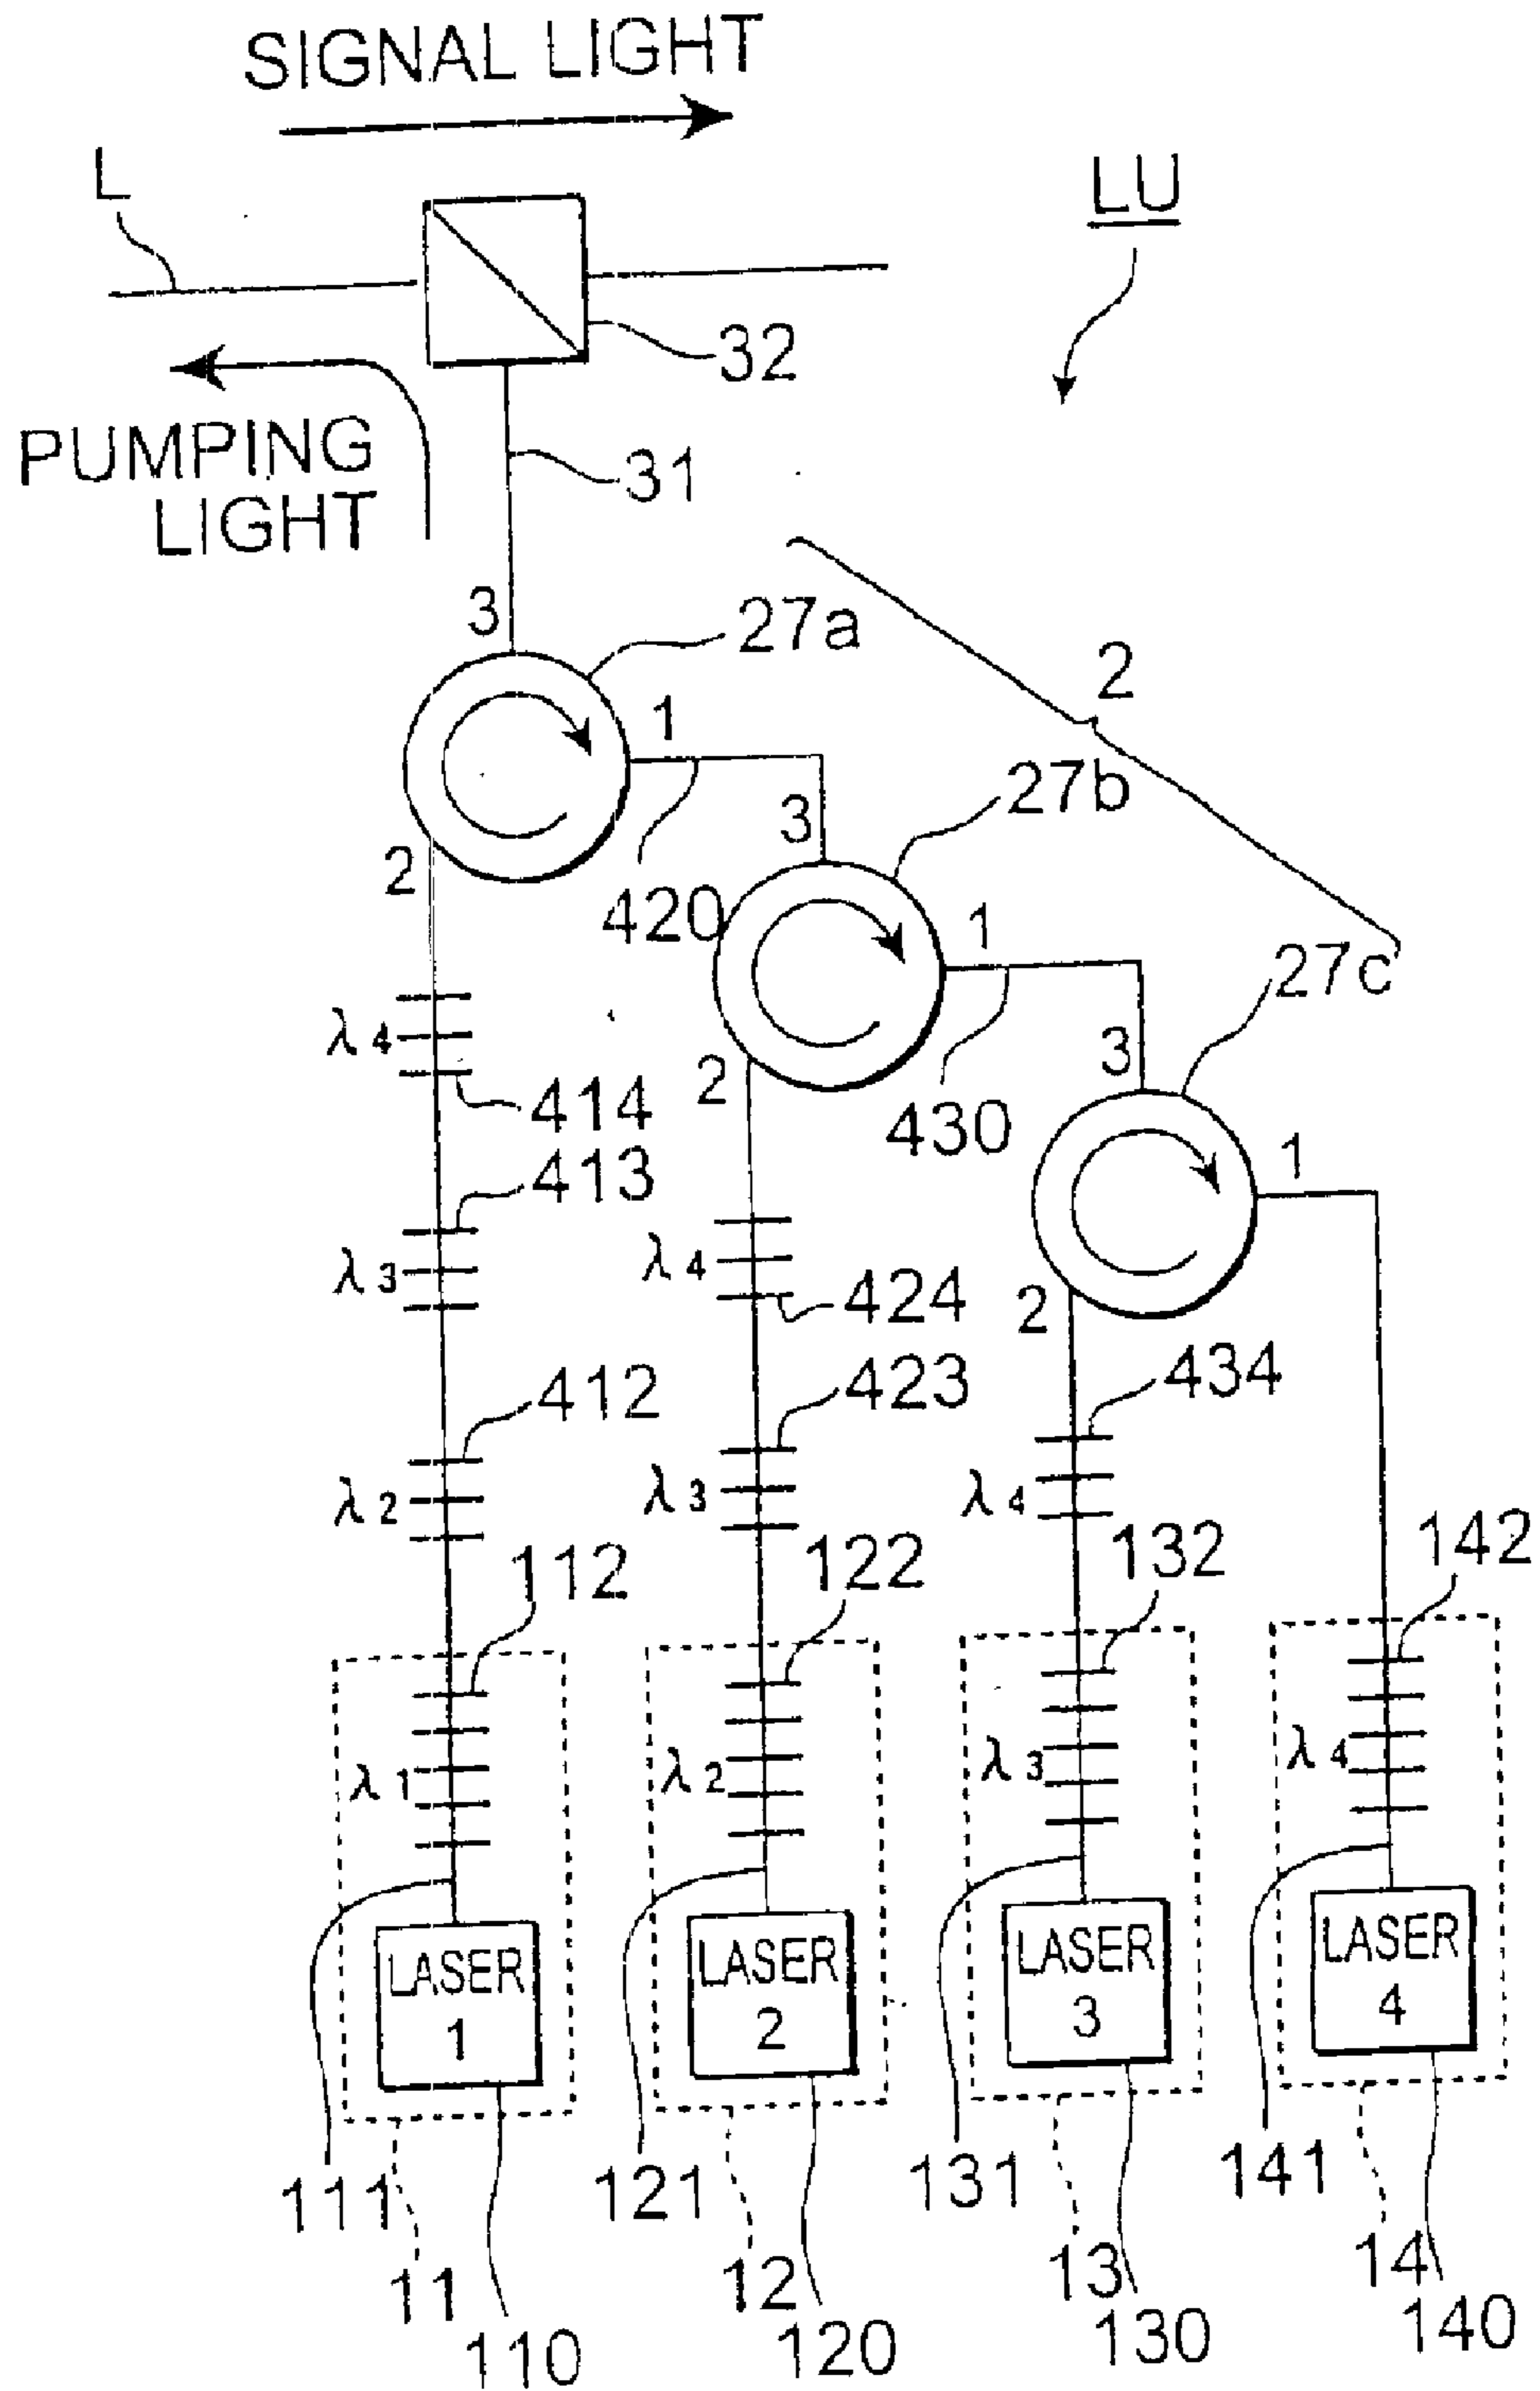 SIGNAL LIGHT
L
LU
32
PUMPING
LIGHT
31
3
27a
2
1
27b
3
2
420
1
27c
λ4
2
3
414
430
413
1
λ3
λ4
424
2
412
423
434
λ2
λ3
λ4
112
122
132
142
λ1
λ2
λ3
λ4
LASER
1
LASER
2
LASER
3
LASER
4
111
121
131
141
11
12
13
14
110
120
130
140